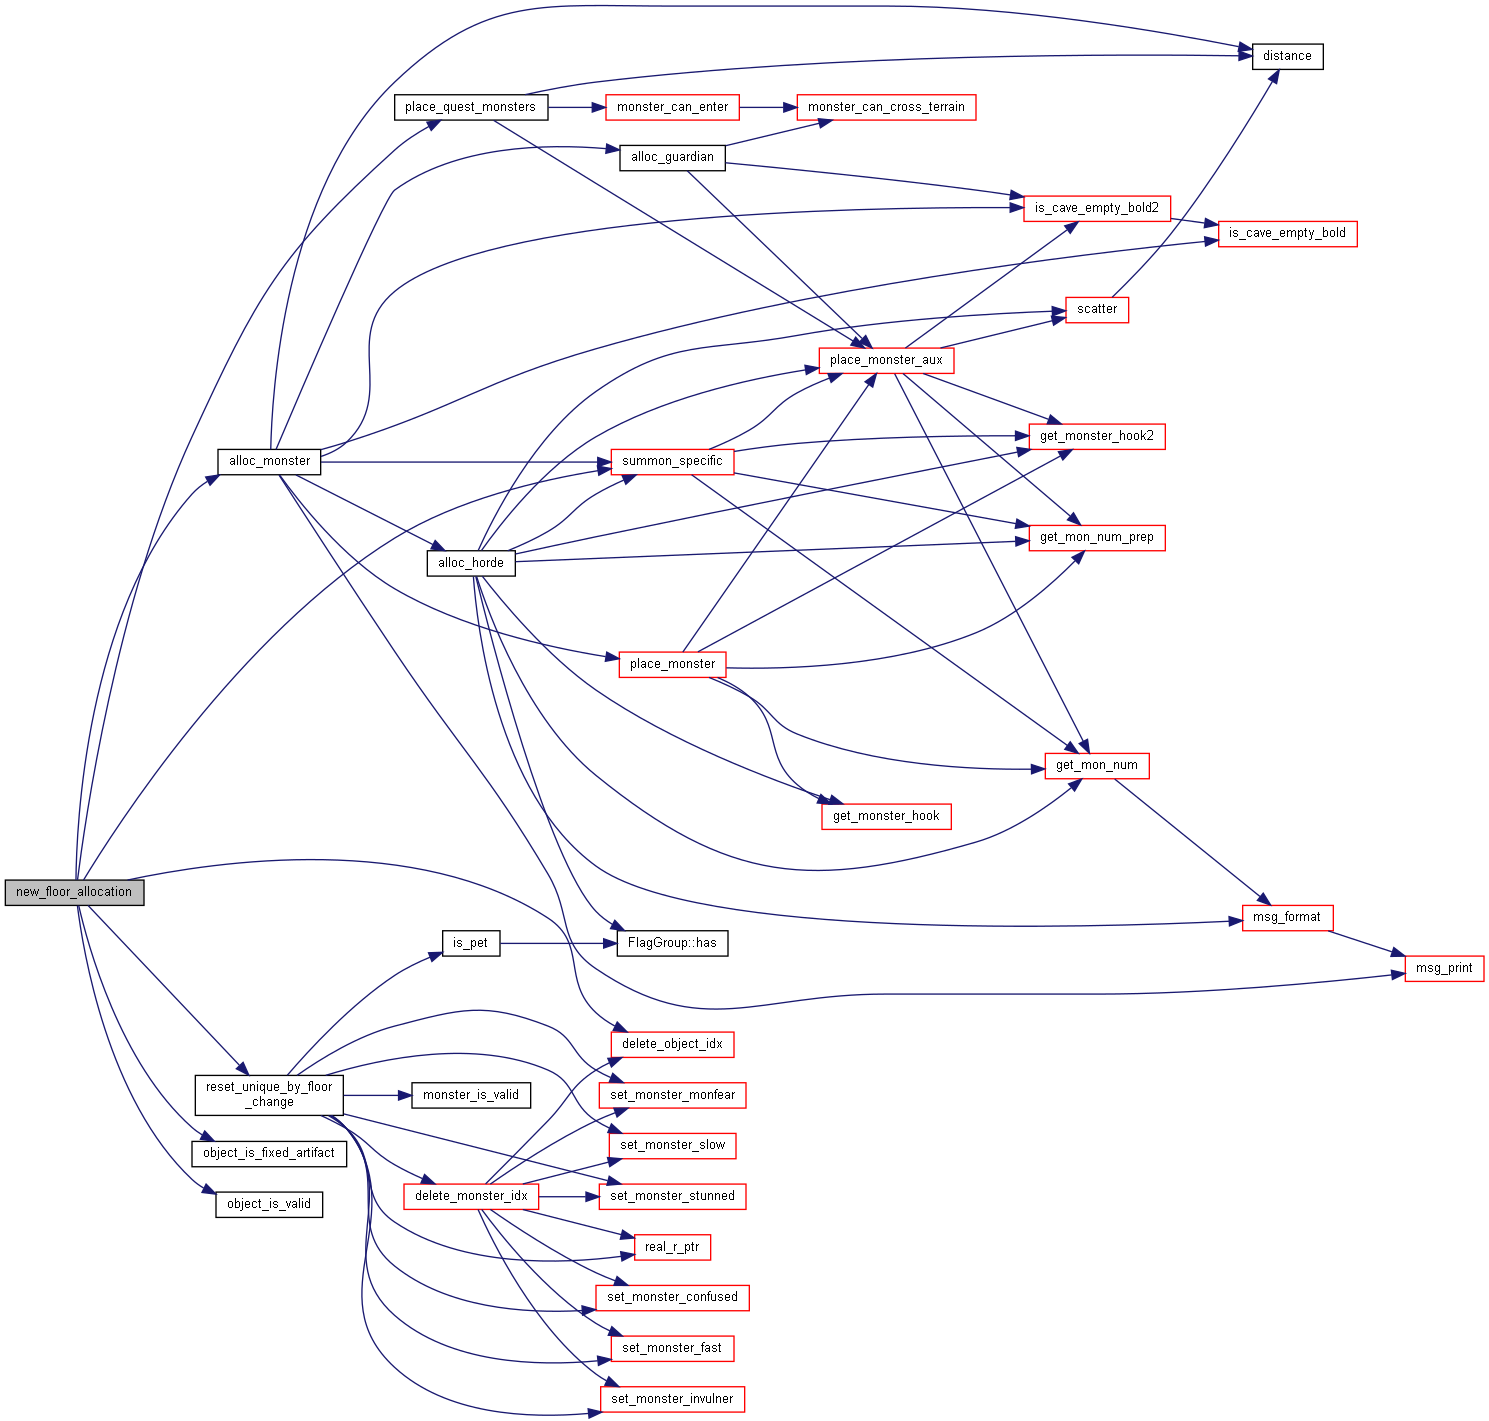 distance
place_quest_monsters
monster_can_enter
monster_can_cross_terrain
alloc_guardian
is_cave_empty_bold2
is_cave_empty_bold
scatter
place_monster_aux
get_monster_hook2
alloc_monster
summon_specific
get_mon_num_prep
alloc_horde
place_monster
get_mon_num
get_monster_hook
new_floor_allocation
msg_format
is_pet
FlagGroup::has
msg_print
delete_object_idx
reset_unique_by_floor
_change
monster_is_valid
set_monster_monfear
object_is_fixed_artifact
set_monster_slow
delete_monster_idx
set_monster_stunned
object_is_valid
real_r_ptr
set_monster_confused
set_monster_fast
set_monster_invulner